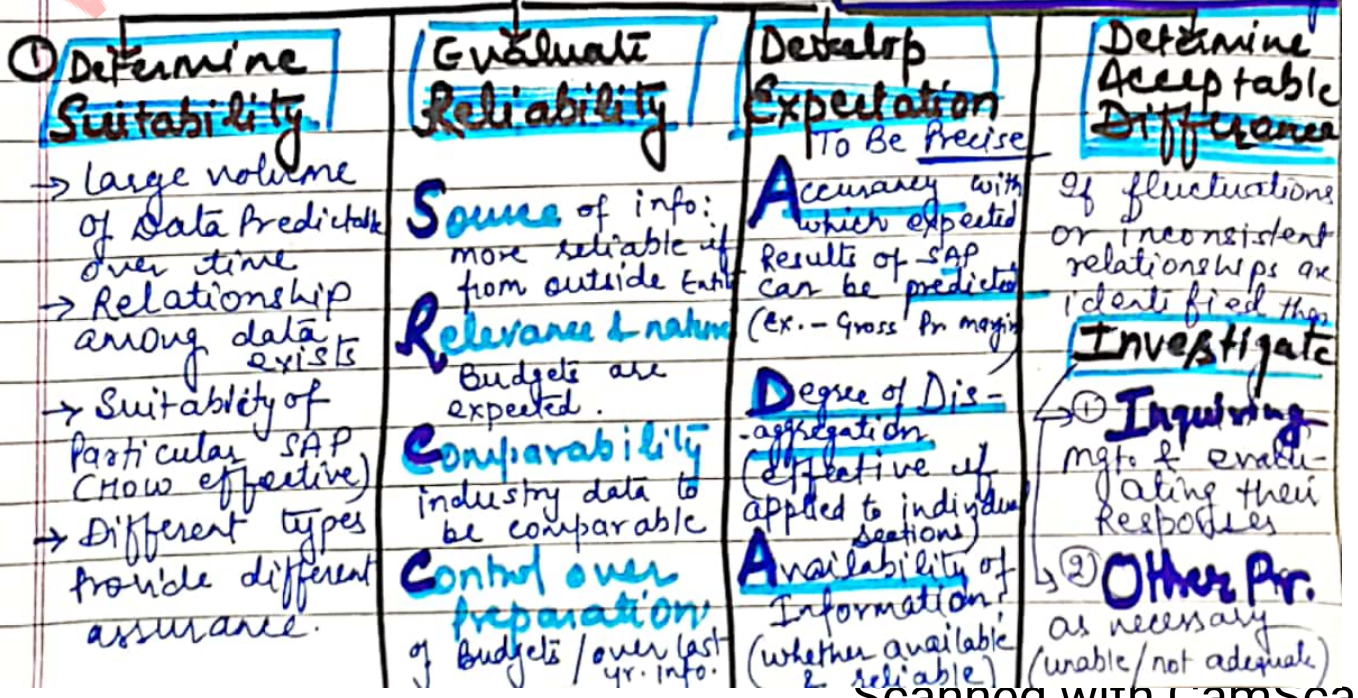 ① Determine
Suitability
→ Large volume
of Data Predictable
over time
→ Relationship
among data
exists
→ Suitability of
Particular SAP
(How effective)
→ Different types
Provide different
assurance.
Evaluate
Reliability
Source of info:
more reliable if
from outside Entity
Relevance & nature
Budgets are
expected.
Comparability
industry data to
be comparable
Control over
Preparation
of Budgets / over last
yr. info.
Develop
Expectation
To Be Precise
Accuracy with
which expected
Results of SAP
can be predicted
(Ex. - Gross Pr margin)
Degree of Dis-
-aggregation
(effective if
applied to individual
sections)
Availability of
Information.
(whether available
& reliable)
Determine
Acceptable
Difference
If fluctuations
or inconsistent
relationships are
identified then
Investigate
→ ① Inquiring
mgt. & evalu-
ating their
Responses
↳ ② Other Pr.
as necessary
(unable/not adequate)
Scanned with CamSca